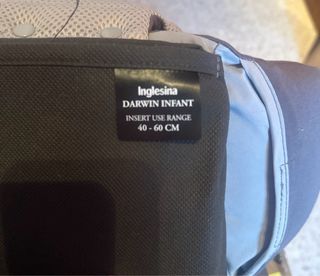 Inglesina
DARWIN INFANT
INSERT USE RANGE
40 - 60 CM